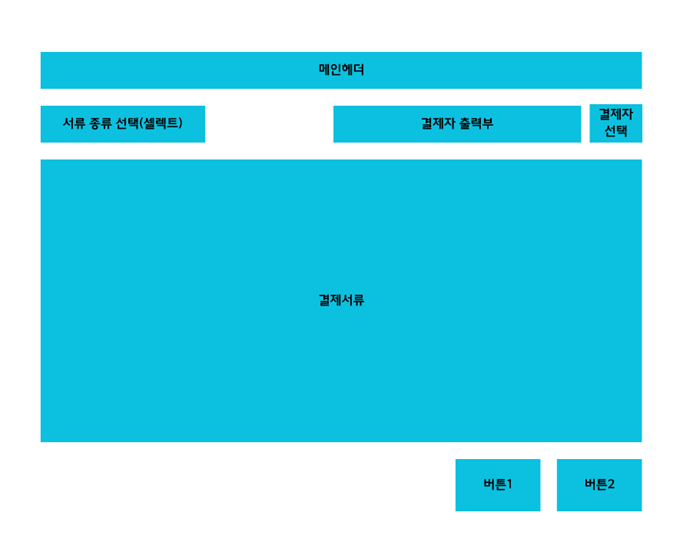 메인헤더
서류 종류 선택(셀렉트)
결제자 출력부
결제자
선택
결제서류
버튼1
버튼2